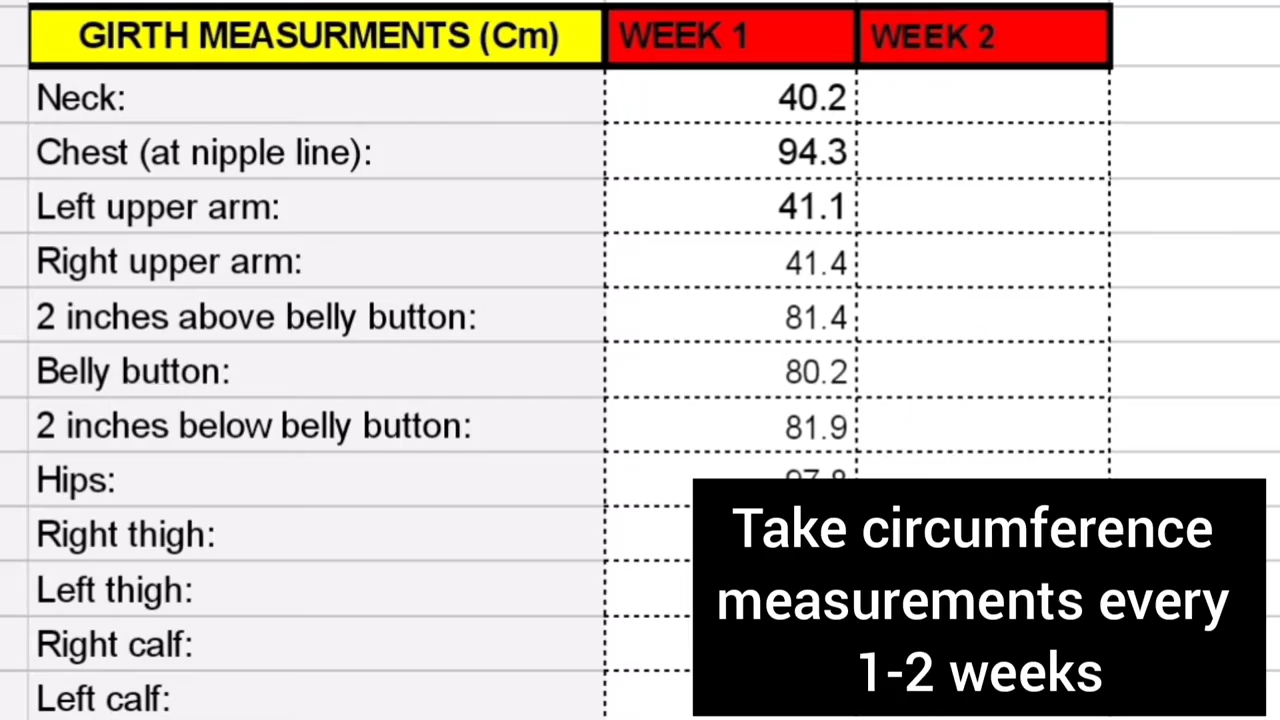 GIRTH MEASURMENTS (Cm) WEEK 1 WEEK 2
Neck: 40.2
Chest (at nipple line): 94.3
Left upper arm: 41.1
Right upper arm: 41.4
2 inches above belly button: 81.4
Belly button: 80.2
2 inches below belly button: 81.9
Hips:
Right thigh:
Left thigh:
Right calf:
Left calf:
Take circumference
measurements every
1-2 weeks